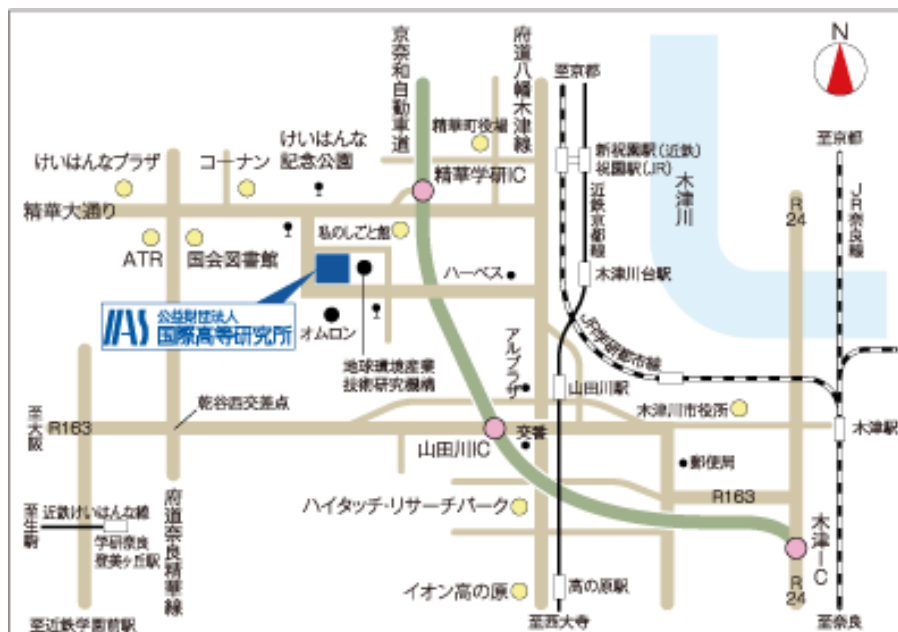 N
京奈和自動車道
府道八幡木津線
至京都
至京都
精華町役場
けいはんな
記念公園
けいはんなプラザ
コーナン
新祝園駅(近鉄)
祝園駅(JR)
精華学研IC
木津川
JR奈良線
R
24
精華大通り
私のしごと館
近鉄京都線
ATR
国会図書館
ハーベス
木津川台駅
IIAS
公益財団法人
国際高等研究所
オムロン
JR学研都市線
地球環境産業
技術研究機構
アルプラザ
山田川駅
乾谷西交差点
木津川市役所
至大阪
R163
山田川IC
交番
木津駅
郵便局
R163
ハイタッチ・リサーチパーク
至生駒
近鉄けいはんな線
学研奈良
登美ヶ丘駅
府道奈良精華線
木津IC
イオン高の原
高の原駅
R
24
至近鉄学園前駅
至西大寺
至奈良